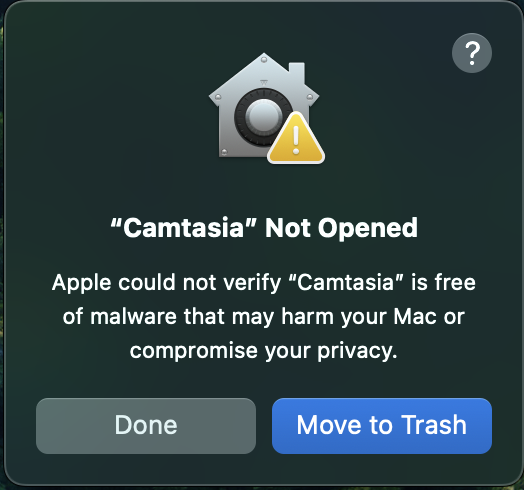 ?
“Camtasia” Not Opened
Apple could not verify “Camtasia” is free
of malware that may harm your Mac or
compromise your privacy.
Done
Move to Trash